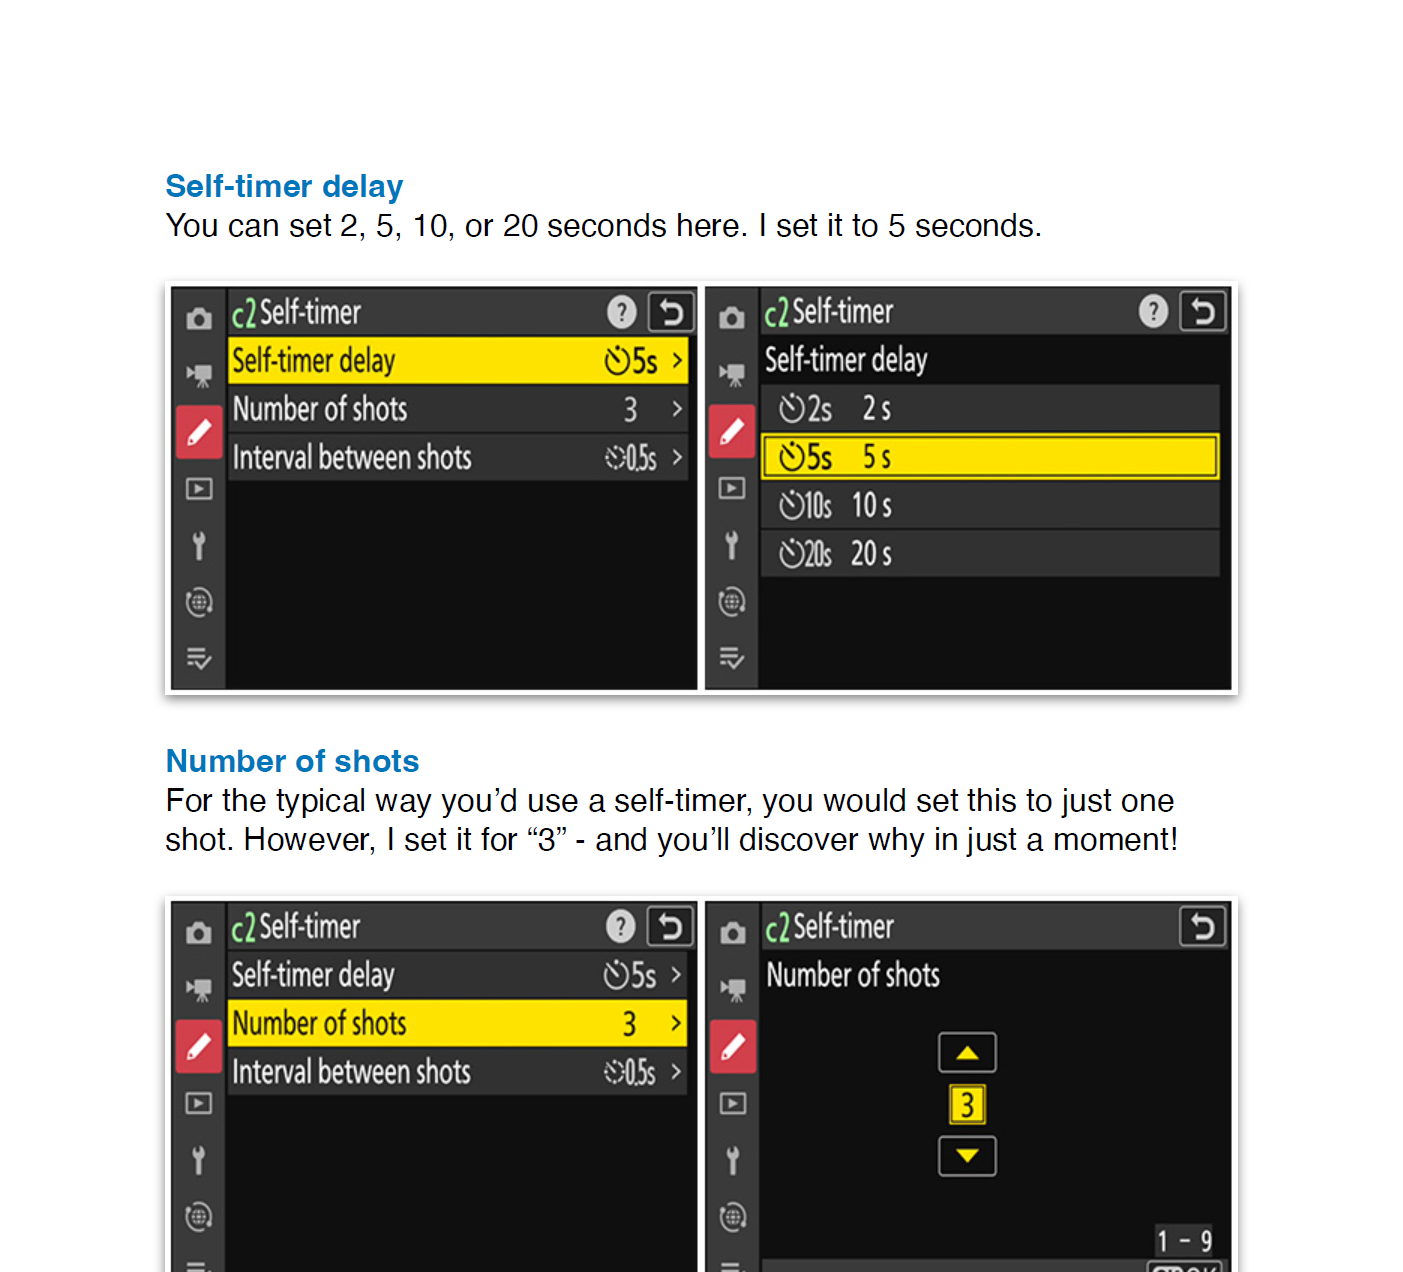 Self-timer delay
You can set 2, 5, 10, or 20 seconds here. I set it to 5 seconds.
c2 Self-timer ?
Self-timer delay 5s >
Number of shots 3 >
Interval between shots 0.5s >
c2 Self-timer ?
Self-timer delay
2s 2 s
5s 5 s
10s 10 s
20s 20 s
Number of shots
For the typical way you’d use a self-timer, you would set this to just one
shot. However, I set it for “3” - and you’ll discover why in just a moment!
c2 Self-timer ?
Self-timer delay 5s >
Number of shots 3 >
Interval between shots 0.5s >
c2 Self-timer
Number of shots
3
1 - 9